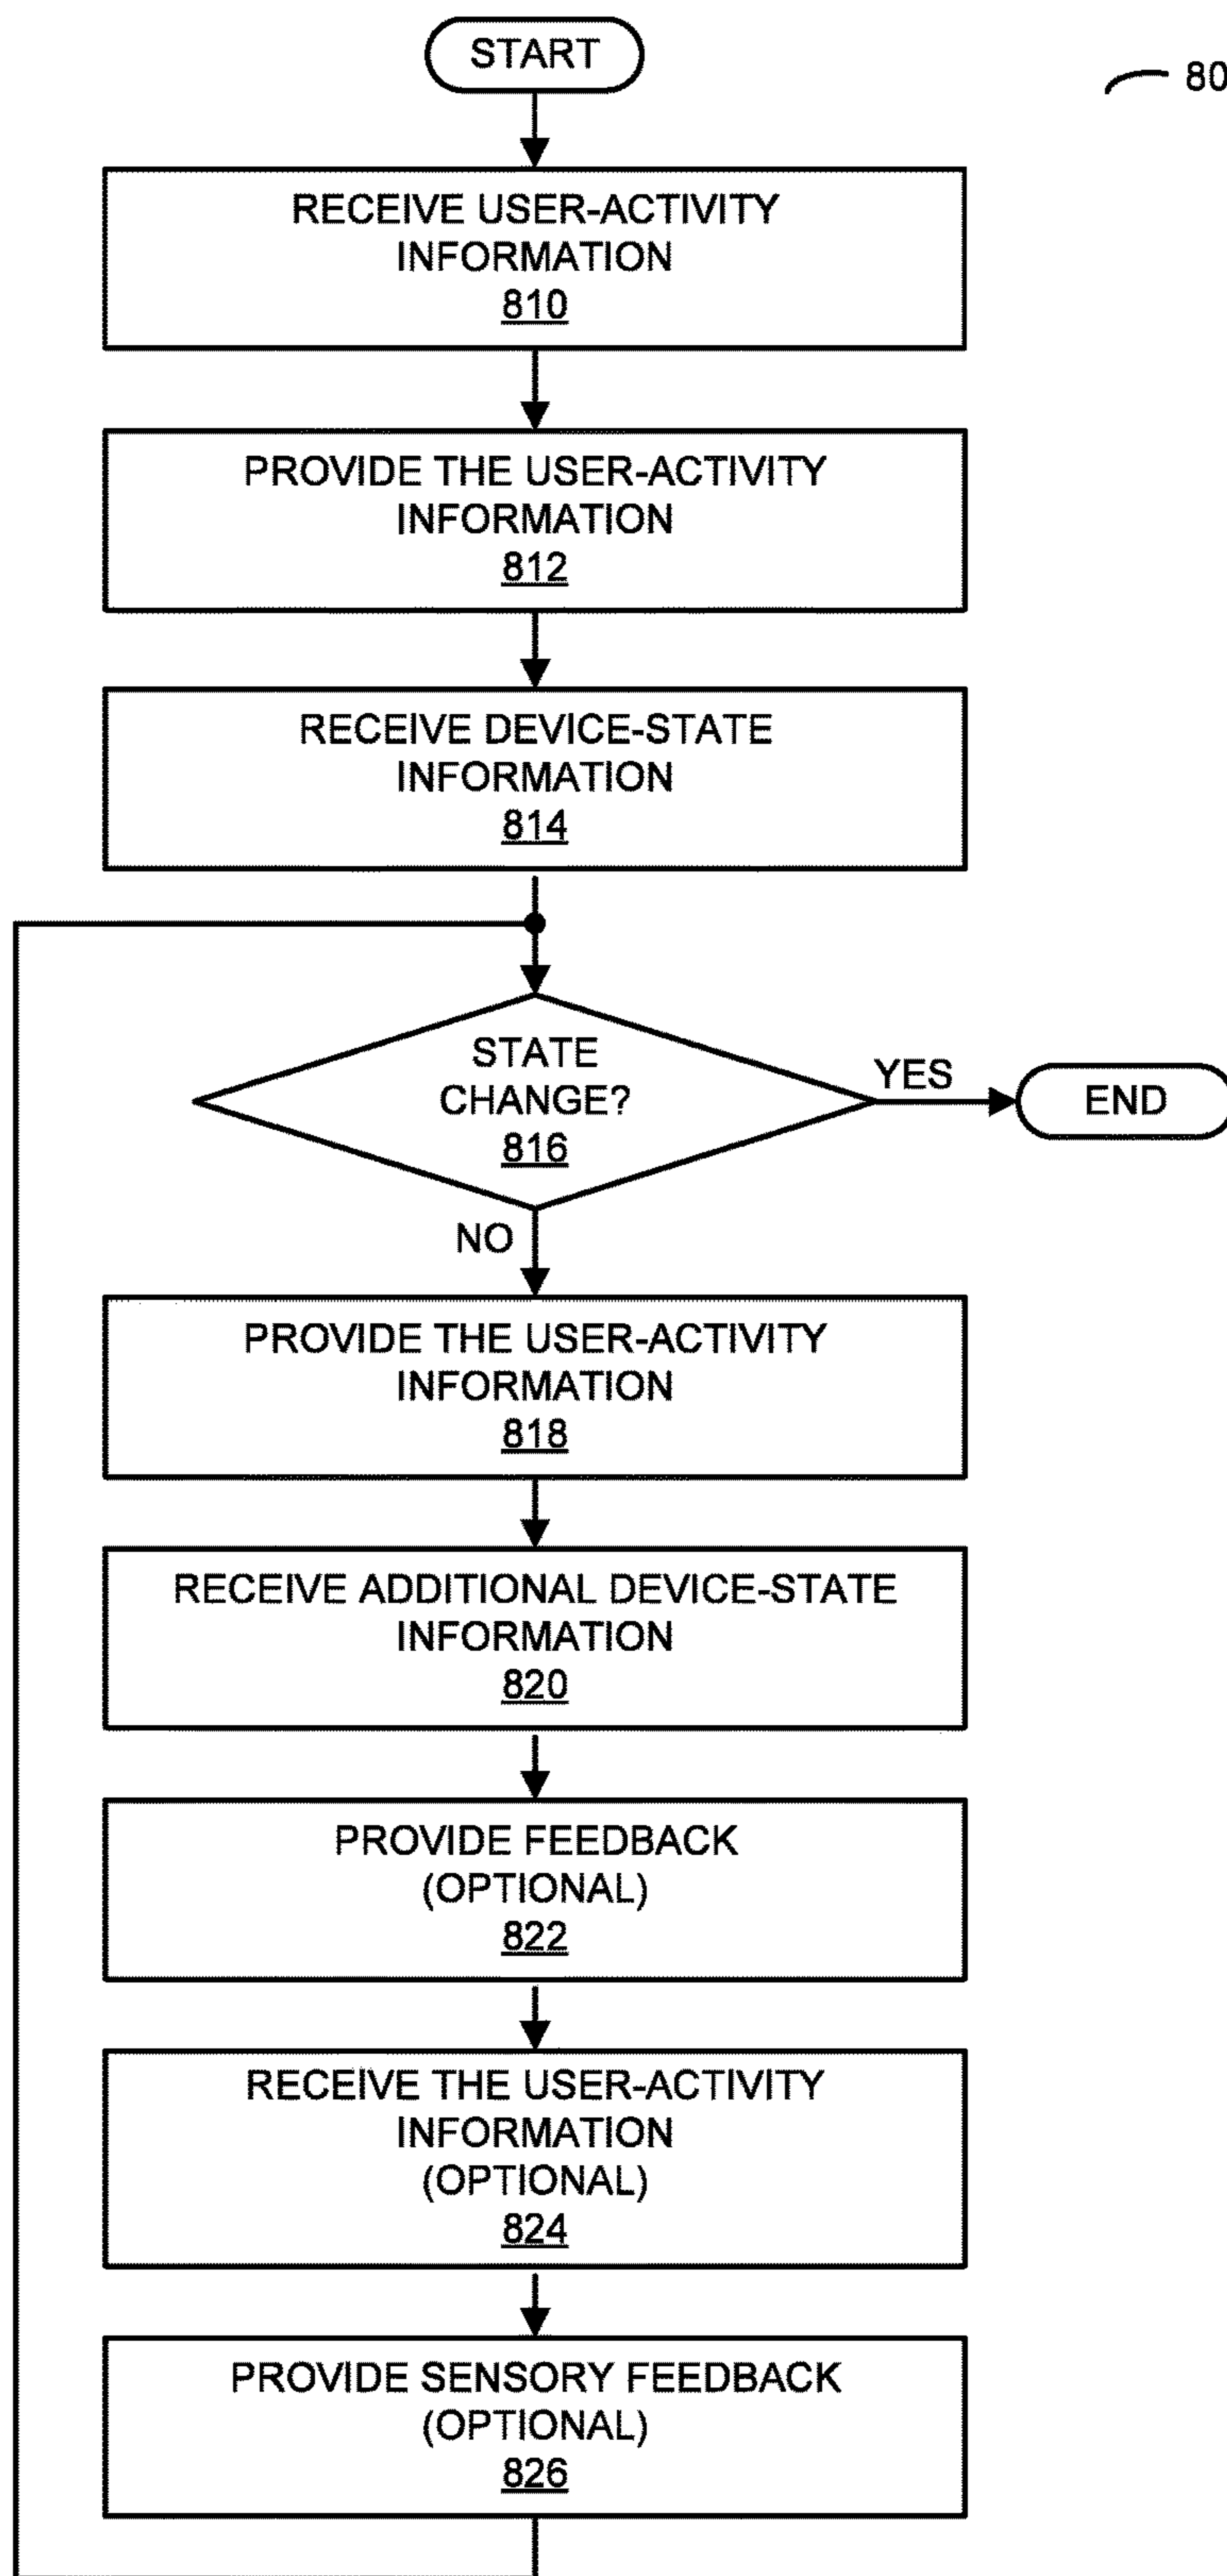 START
80
RECEIVE USER-ACTIVITY
INFORMATION
810
PROVIDE THE USER-ACTIVITY
INFORMATION
812
RECEIVE DEVICE-STATE
INFORMATION
814
STATE
CHANGE?
816
YES
END
NO
PROVIDE THE USER-ACTIVITY
INFORMATION
818
RECEIVE ADDITIONAL DEVICE-STATE
INFORMATION
820
PROVIDE FEEDBACK
(OPTIONAL)
822
RECEIVE THE USER-ACTIVITY
INFORMATION
(OPTIONAL)
824
PROVIDE SENSORY FEEDBACK
(OPTIONAL)
826